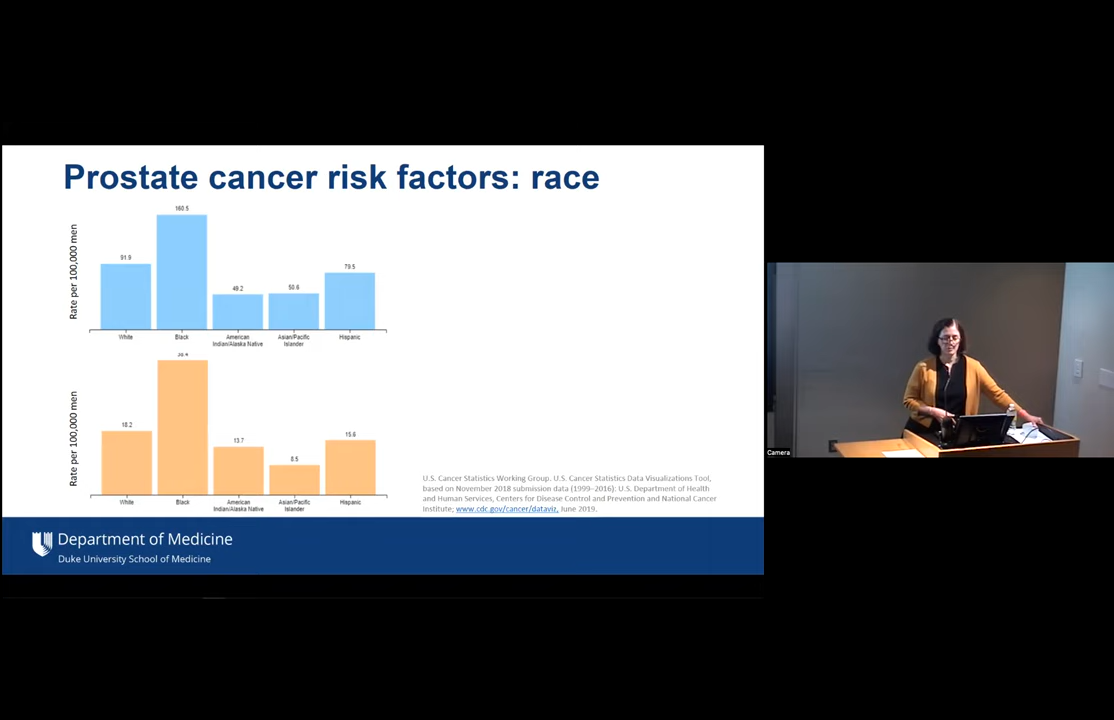 Prostate cancer risk factors: race
Rate per 100,000 men
160.5
91.9
49.2
50.6
79.5
White
Black
American
Indian/Alaska Native
Asian/Pacific
Islander
Hispanic
Rate per 100,000 men
18.2
13.7
8.5
15.6
White
Black
American
Indian/Alaska Native
Asian/Pacific
Islander
Hispanic
U.S. Cancer Statistics Working Group. U.S. Cancer Statistics Data Visualizations Tool,
based on November 2018 submission data (1999–2016): U.S. Department of Health
and Human Services, Centers for Disease Control and Prevention and National Cancer
Institute; www.cdc.gov/cancer/dataviz, June 2019.
Department of Medicine
Duke University School of Medicine
Camera